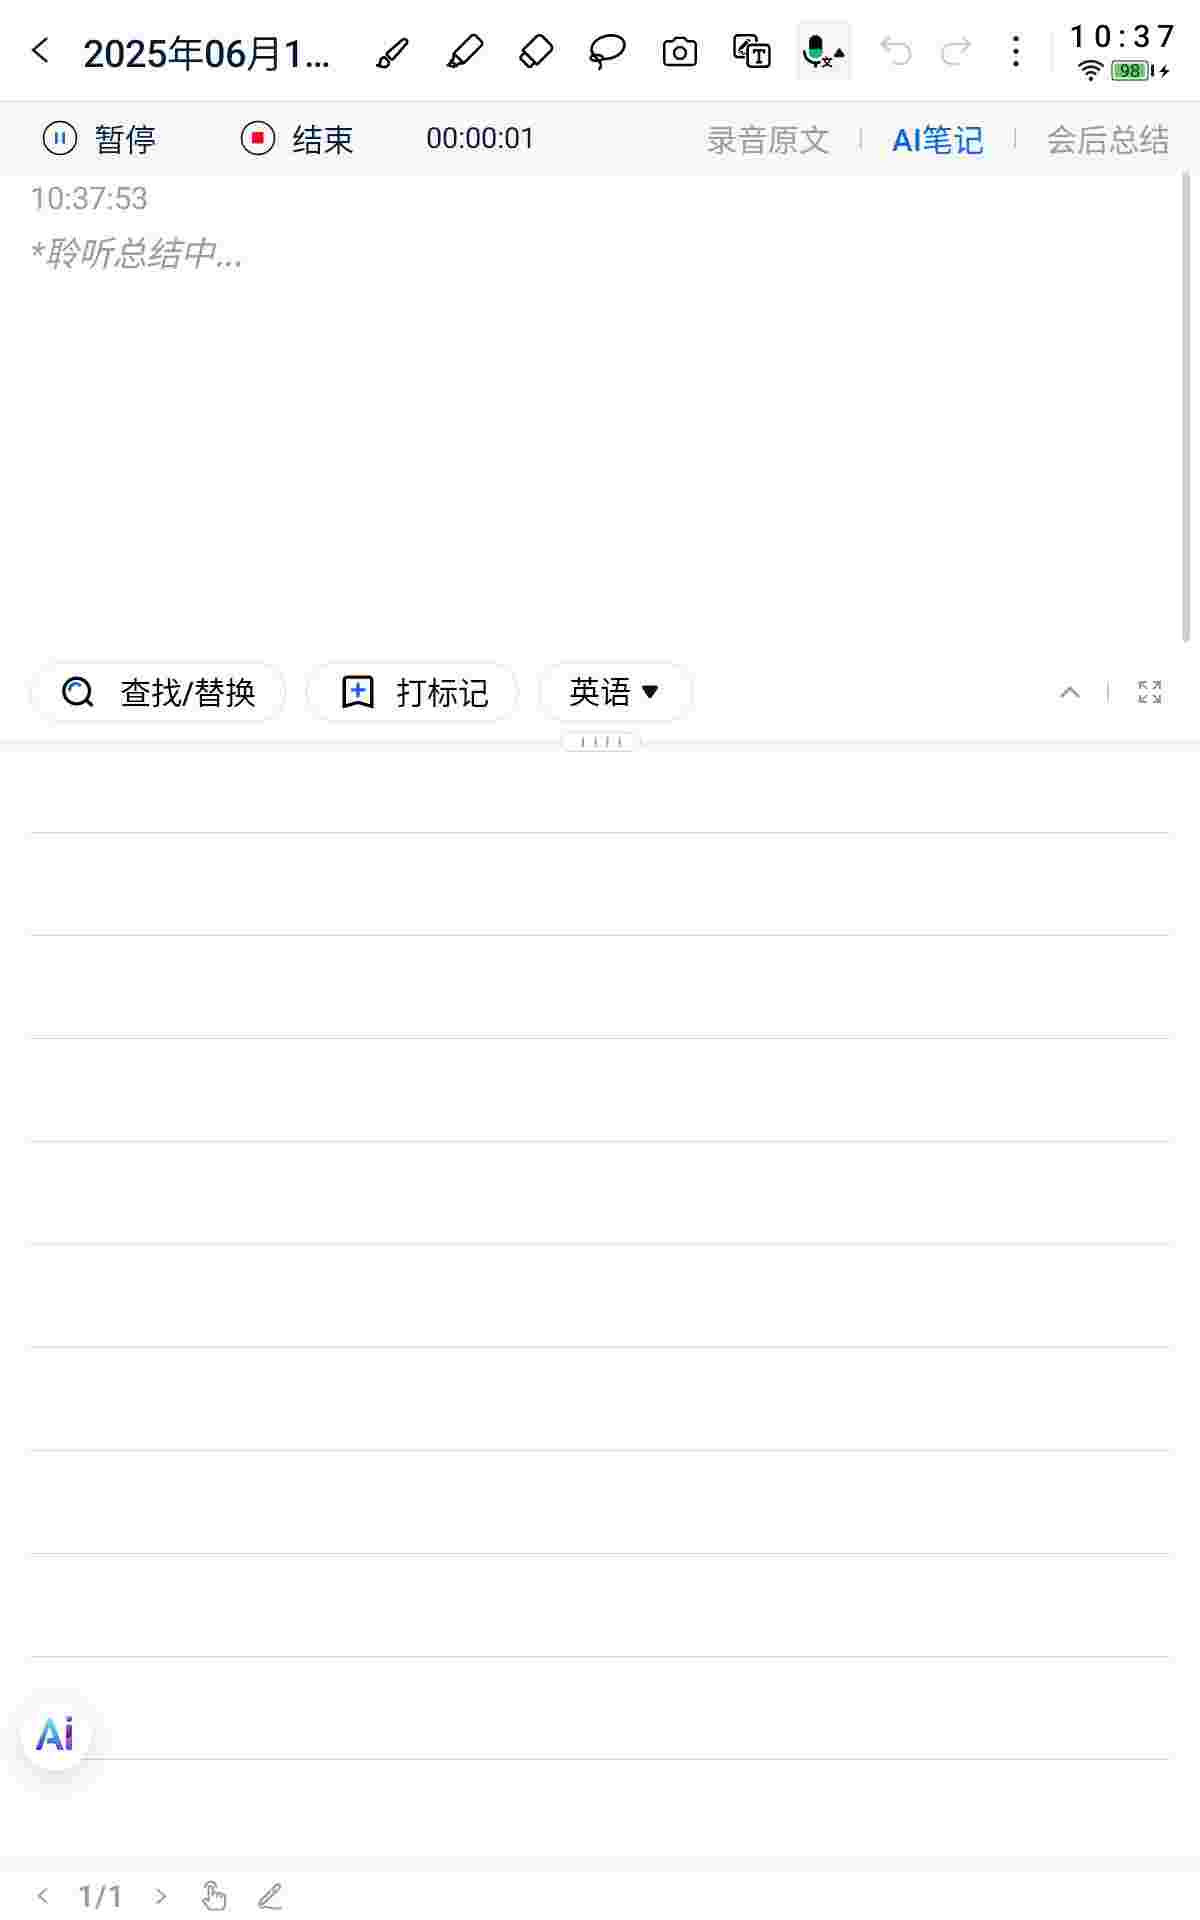 2025年06月1...
10:37
98
暂停
结束
00:00:01
录音原文
AI笔记
会后总结
10:37:53
*聆听总结中...
查找/替换
打标记
英语
Ai
1/1